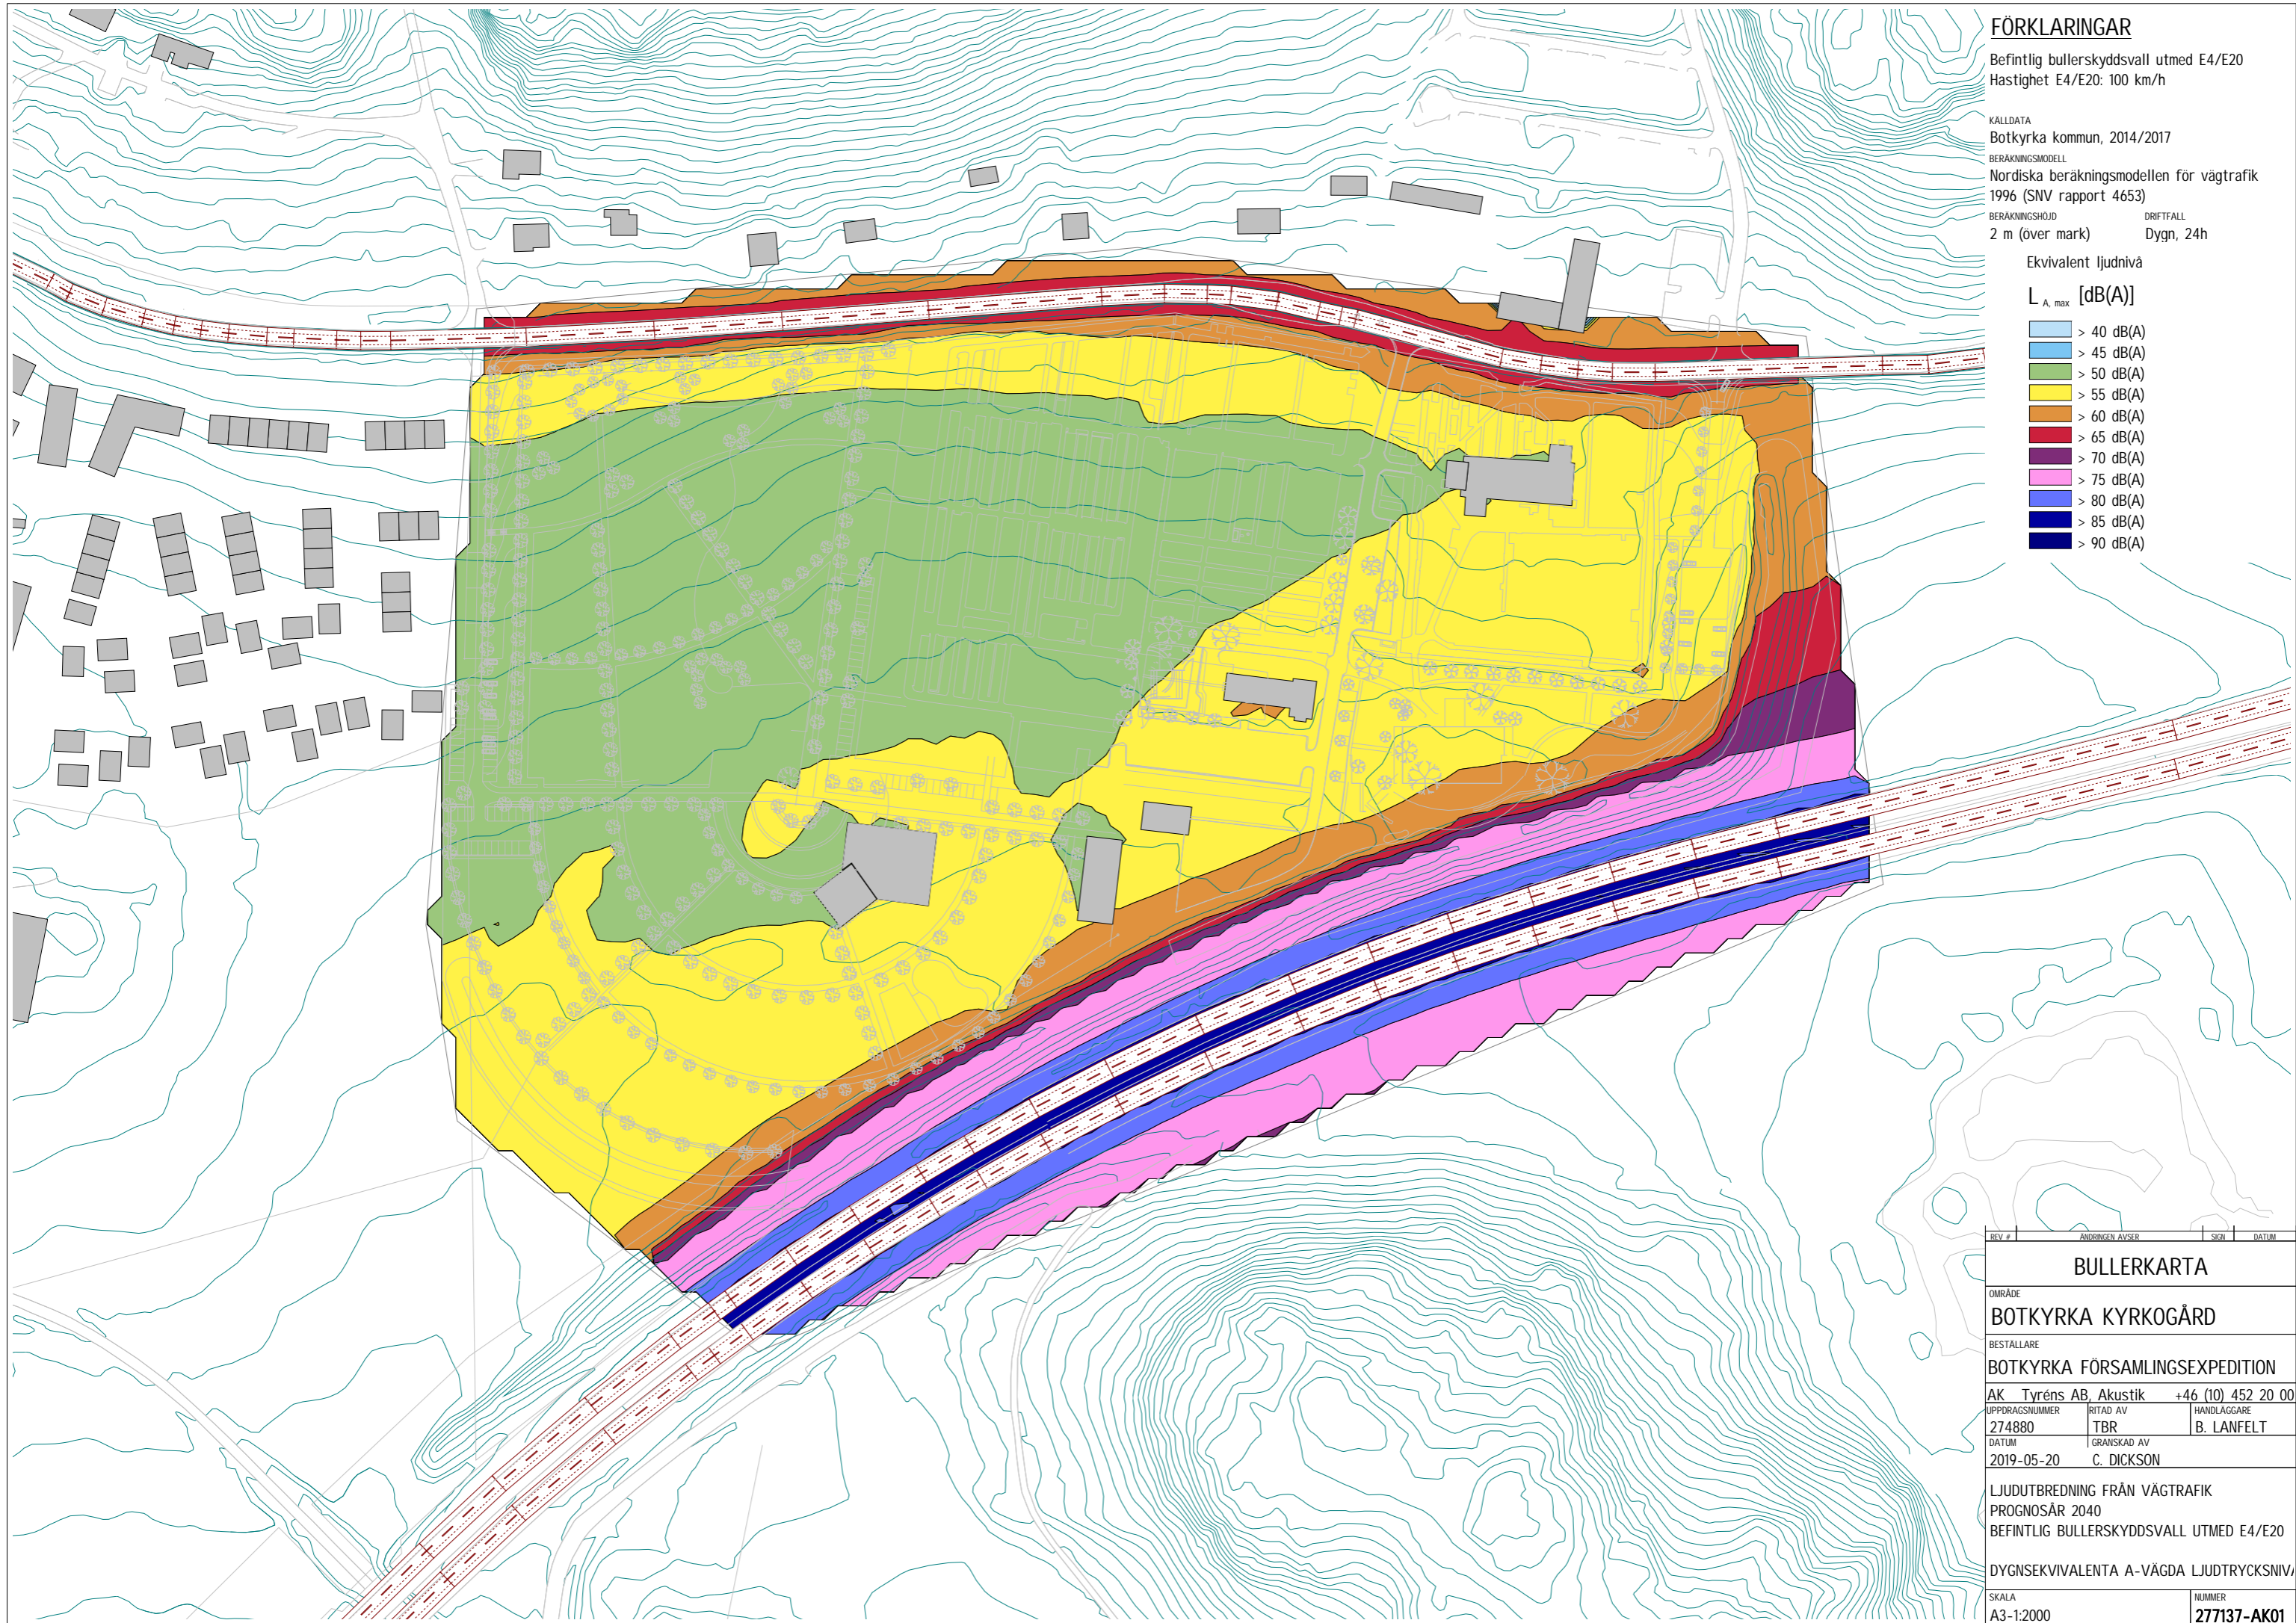 FÖRKLARINGAR
Befintlig bullerskyddsvall utmed E4/E20
Hastighet E4/E20: 100 km/h
KÄLLDATA
Botkyrka kommun, 2014/2017
BERÄKNINGSMODELL
Nordiska beräkningsmodellen för vägtrafik
1996 (SNV rapport 4653)
BERÄKNINGSHÖJD DRIFTFALL
2 m (över mark) Dygn, 24h
Ekvivalent ljudnivå
L A, max [dB(A)]
> 40 dB(A)
> 45 dB(A)
> 50 dB(A)
> 55 dB(A)
> 60 dB(A)
> 65 dB(A)
> 70 dB(A)
> 75 dB(A)
> 80 dB(A)
> 85 dB(A)
> 90 dB(A)
REV # ÄNDRINGEN AVSER SIGN DATUM
BULLERKARTA
OMRÅDE
BOTKYRKA KYRKOGÅRD
BESTÄLLARE
BOTKYRKA FÖRSAMLINGSEXPEDITION
AK Tyréns AB, Akustik +46 (10) 452 20 00
UPPDRAGSNUMMER RITAD AV HANDLÄGGARE
274880 TBR B. LANFELT
DATUM GRANSKAD AV
2019-05-20 C. DICKSON
LJUDUTBREDNING FRÅN VÄGTRAFIK
PROGNOSÅR 2040
BEFINTLIG BULLERSKYDDSVALL UTMED E4/E20
DYGNSEKVIVALENTA A-VÄGDA LJUDTRYCKSNIV
SKALA NUMMER
A3-1:2000 277137-AK01